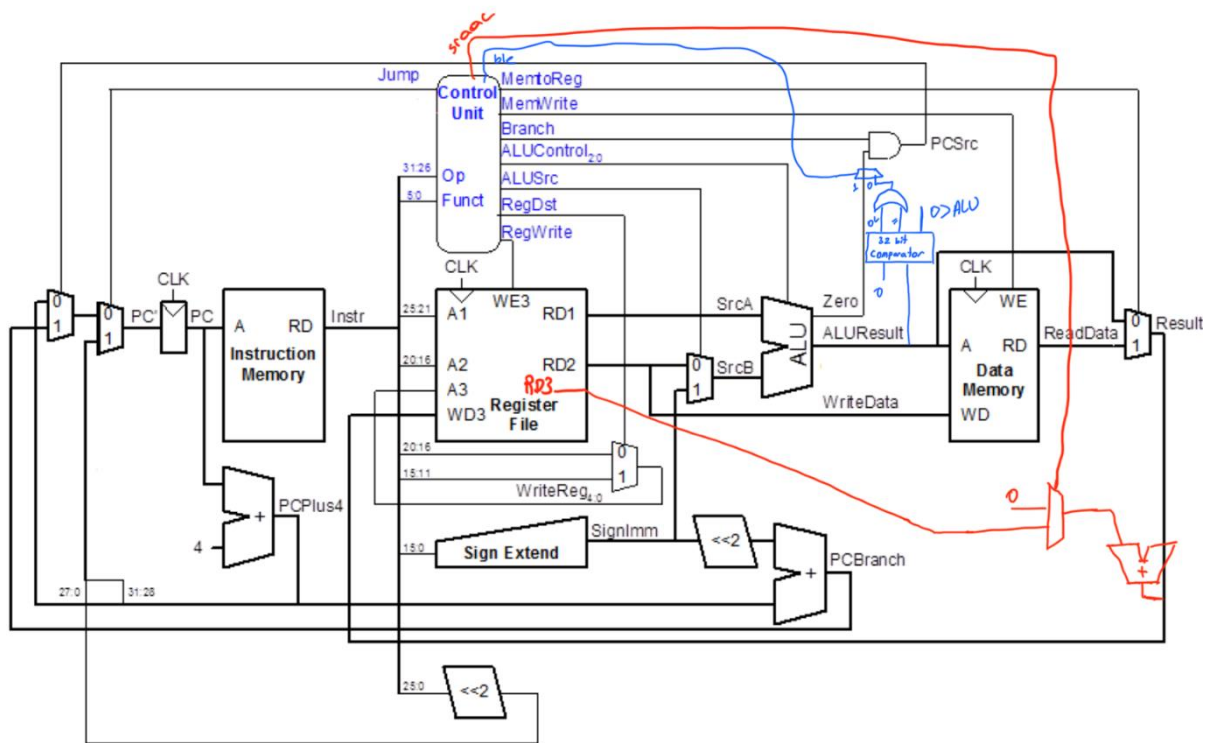 sraac
ble
Jump
MemtoReg
Control
Unit
MemWrite
Branch
PCSrc
ALUControl2:0
31:26
Op
ALUSrc
5:0
Funct
RegDst
RegWrite
0>ALU
32 bit
Comparator
0
CLK
CLK
CLK
0
1
0
1
PC'
PC
A
RD
Instruction
Memory
Instr
25:21
A1
WE3
RD1
SrcA
Zero
WE
20:16
A2
RD2
0
1
SrcB
ALU
ALUResult
A
RD
ReadData
0
1
Result
A3
RD3
Data
Memory
WD3
Register
File
WriteData
WD
20:16
0
15:11
1
WriteReg4:0
PCPlus4
+
4
SignImm
0
15:0
Sign Extend
<<2
+
PCBranch
+
27:0
31:28
25:0
<<2